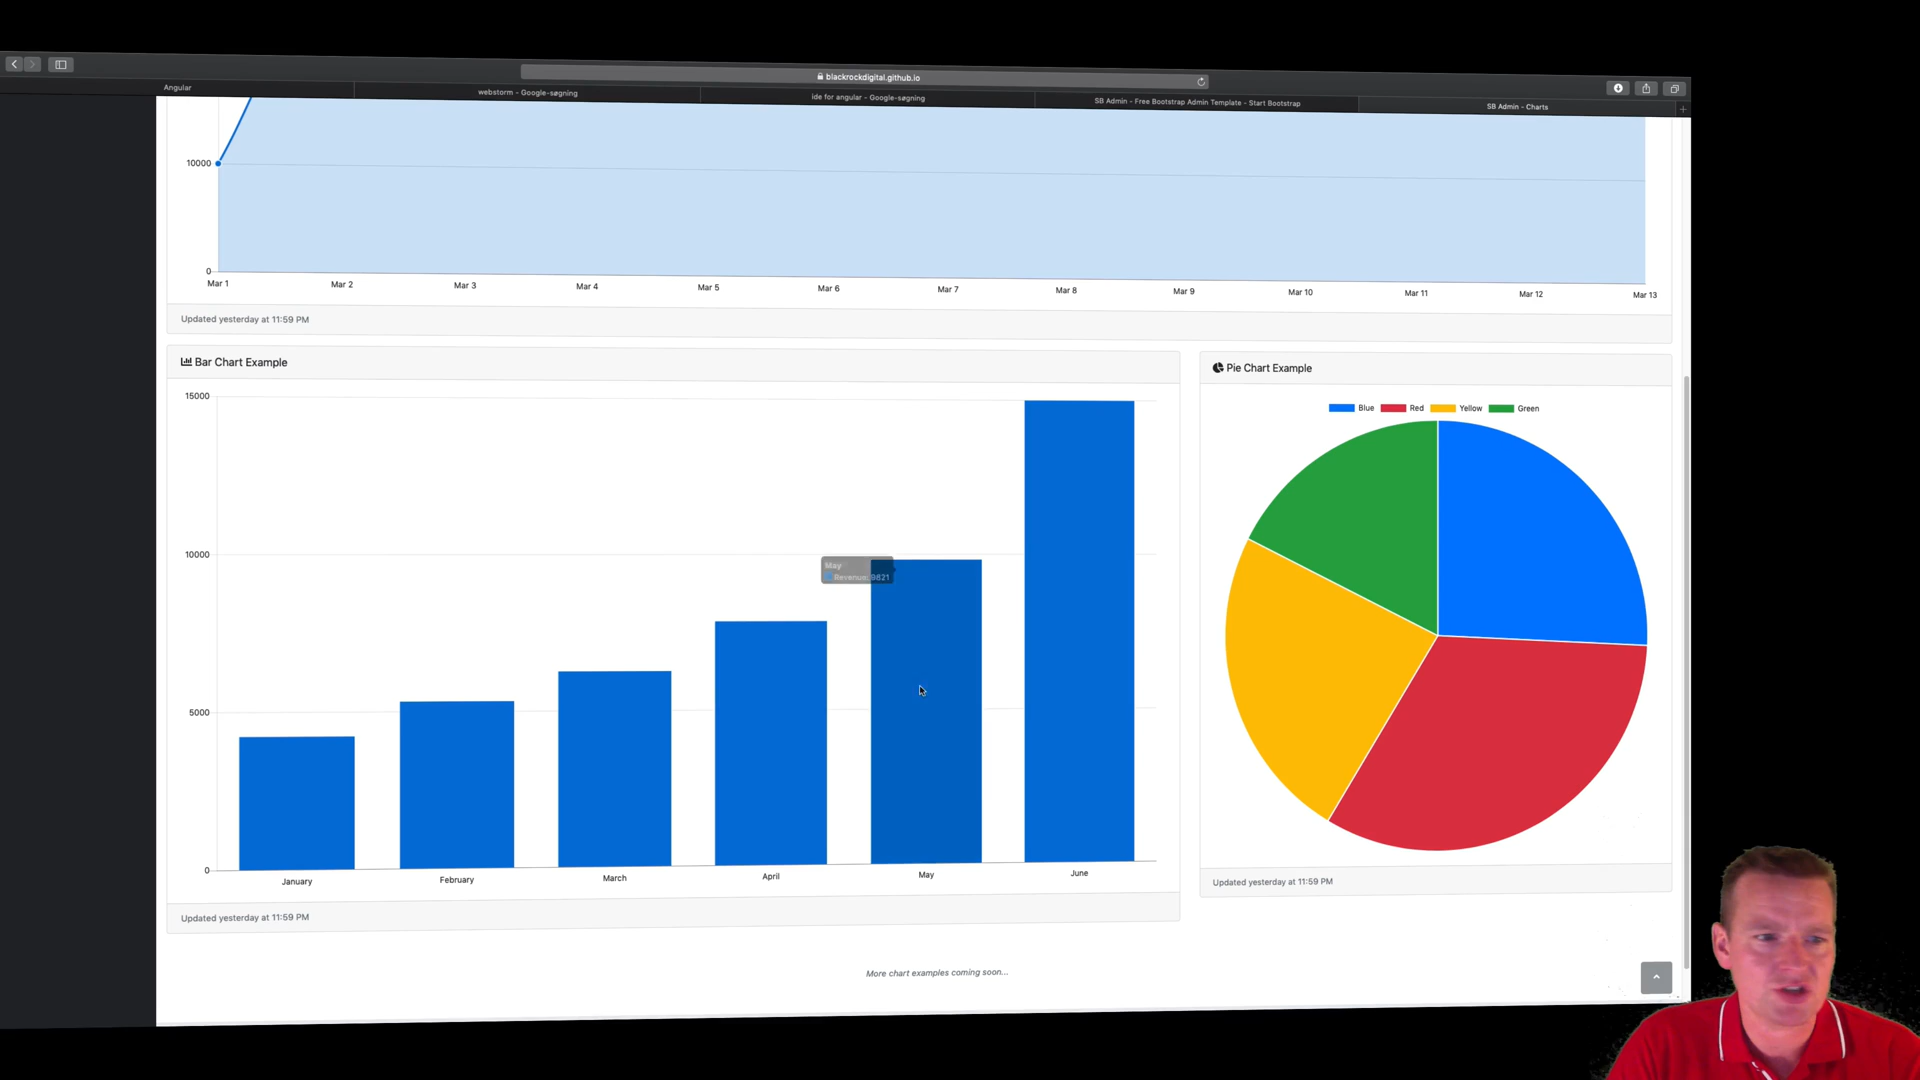 blackrockdigital.github.io
Angular
webstorm - Google-søgning
ide for angular - Google-søgning
SB Admin - Free Bootstrap Admin Template - Start Bootstrap
SB Admin - Charts
10000
0
Mar 1 Mar 2 Mar 3 Mar 4 Mar 5 Mar 6 Mar 7 Mar 8 Mar 9 Mar 10 Mar 11 Mar 12 Mar 13
Updated yesterday at 11:59 PM
Bar Chart Example
15000
10000
5000
0
May
Revenue: 9821
January February March April May June
Updated yesterday at 11:59 PM
Pie Chart Example
Blue Red Yellow Green
Updated yesterday at 11:59 PM
More chart examples coming soon...